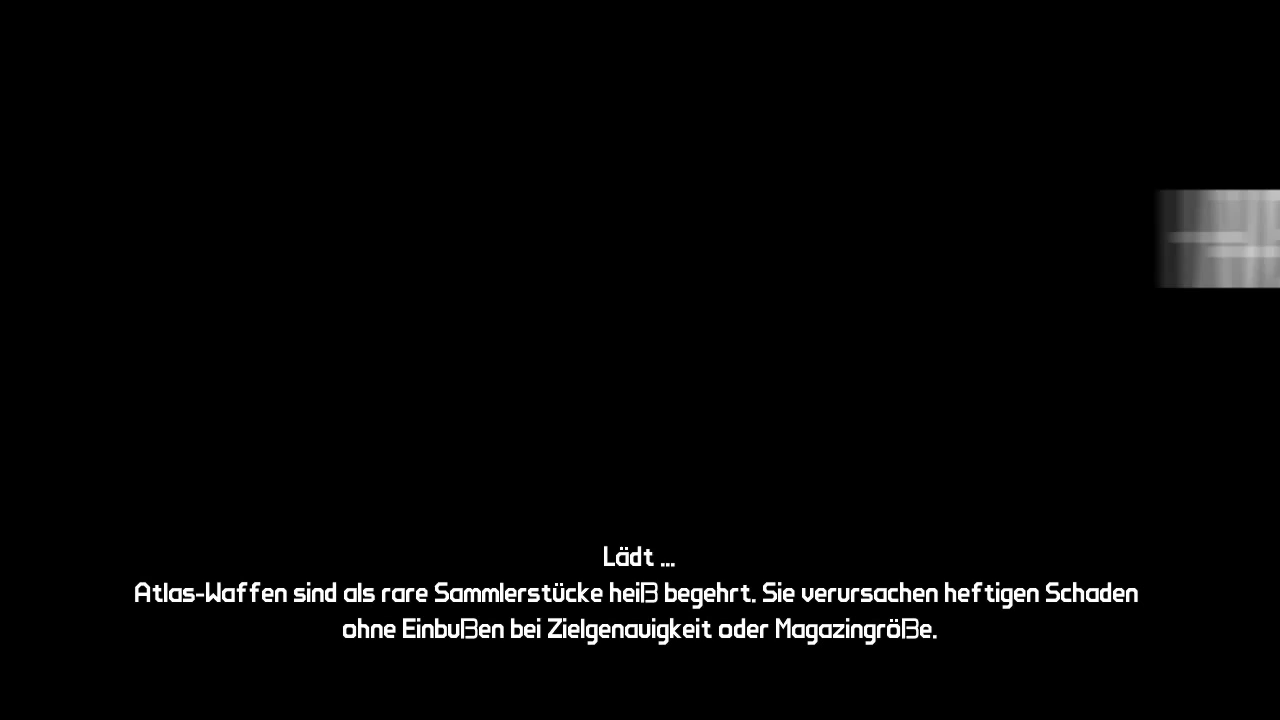 Lädt ...
Atlas-Waffen sind als rare Sammlerstücke heiß begehrt. Sie verursachen heftigen Schaden
ohne Einbußen bei Zielgenauigkeit oder Magazingröße.